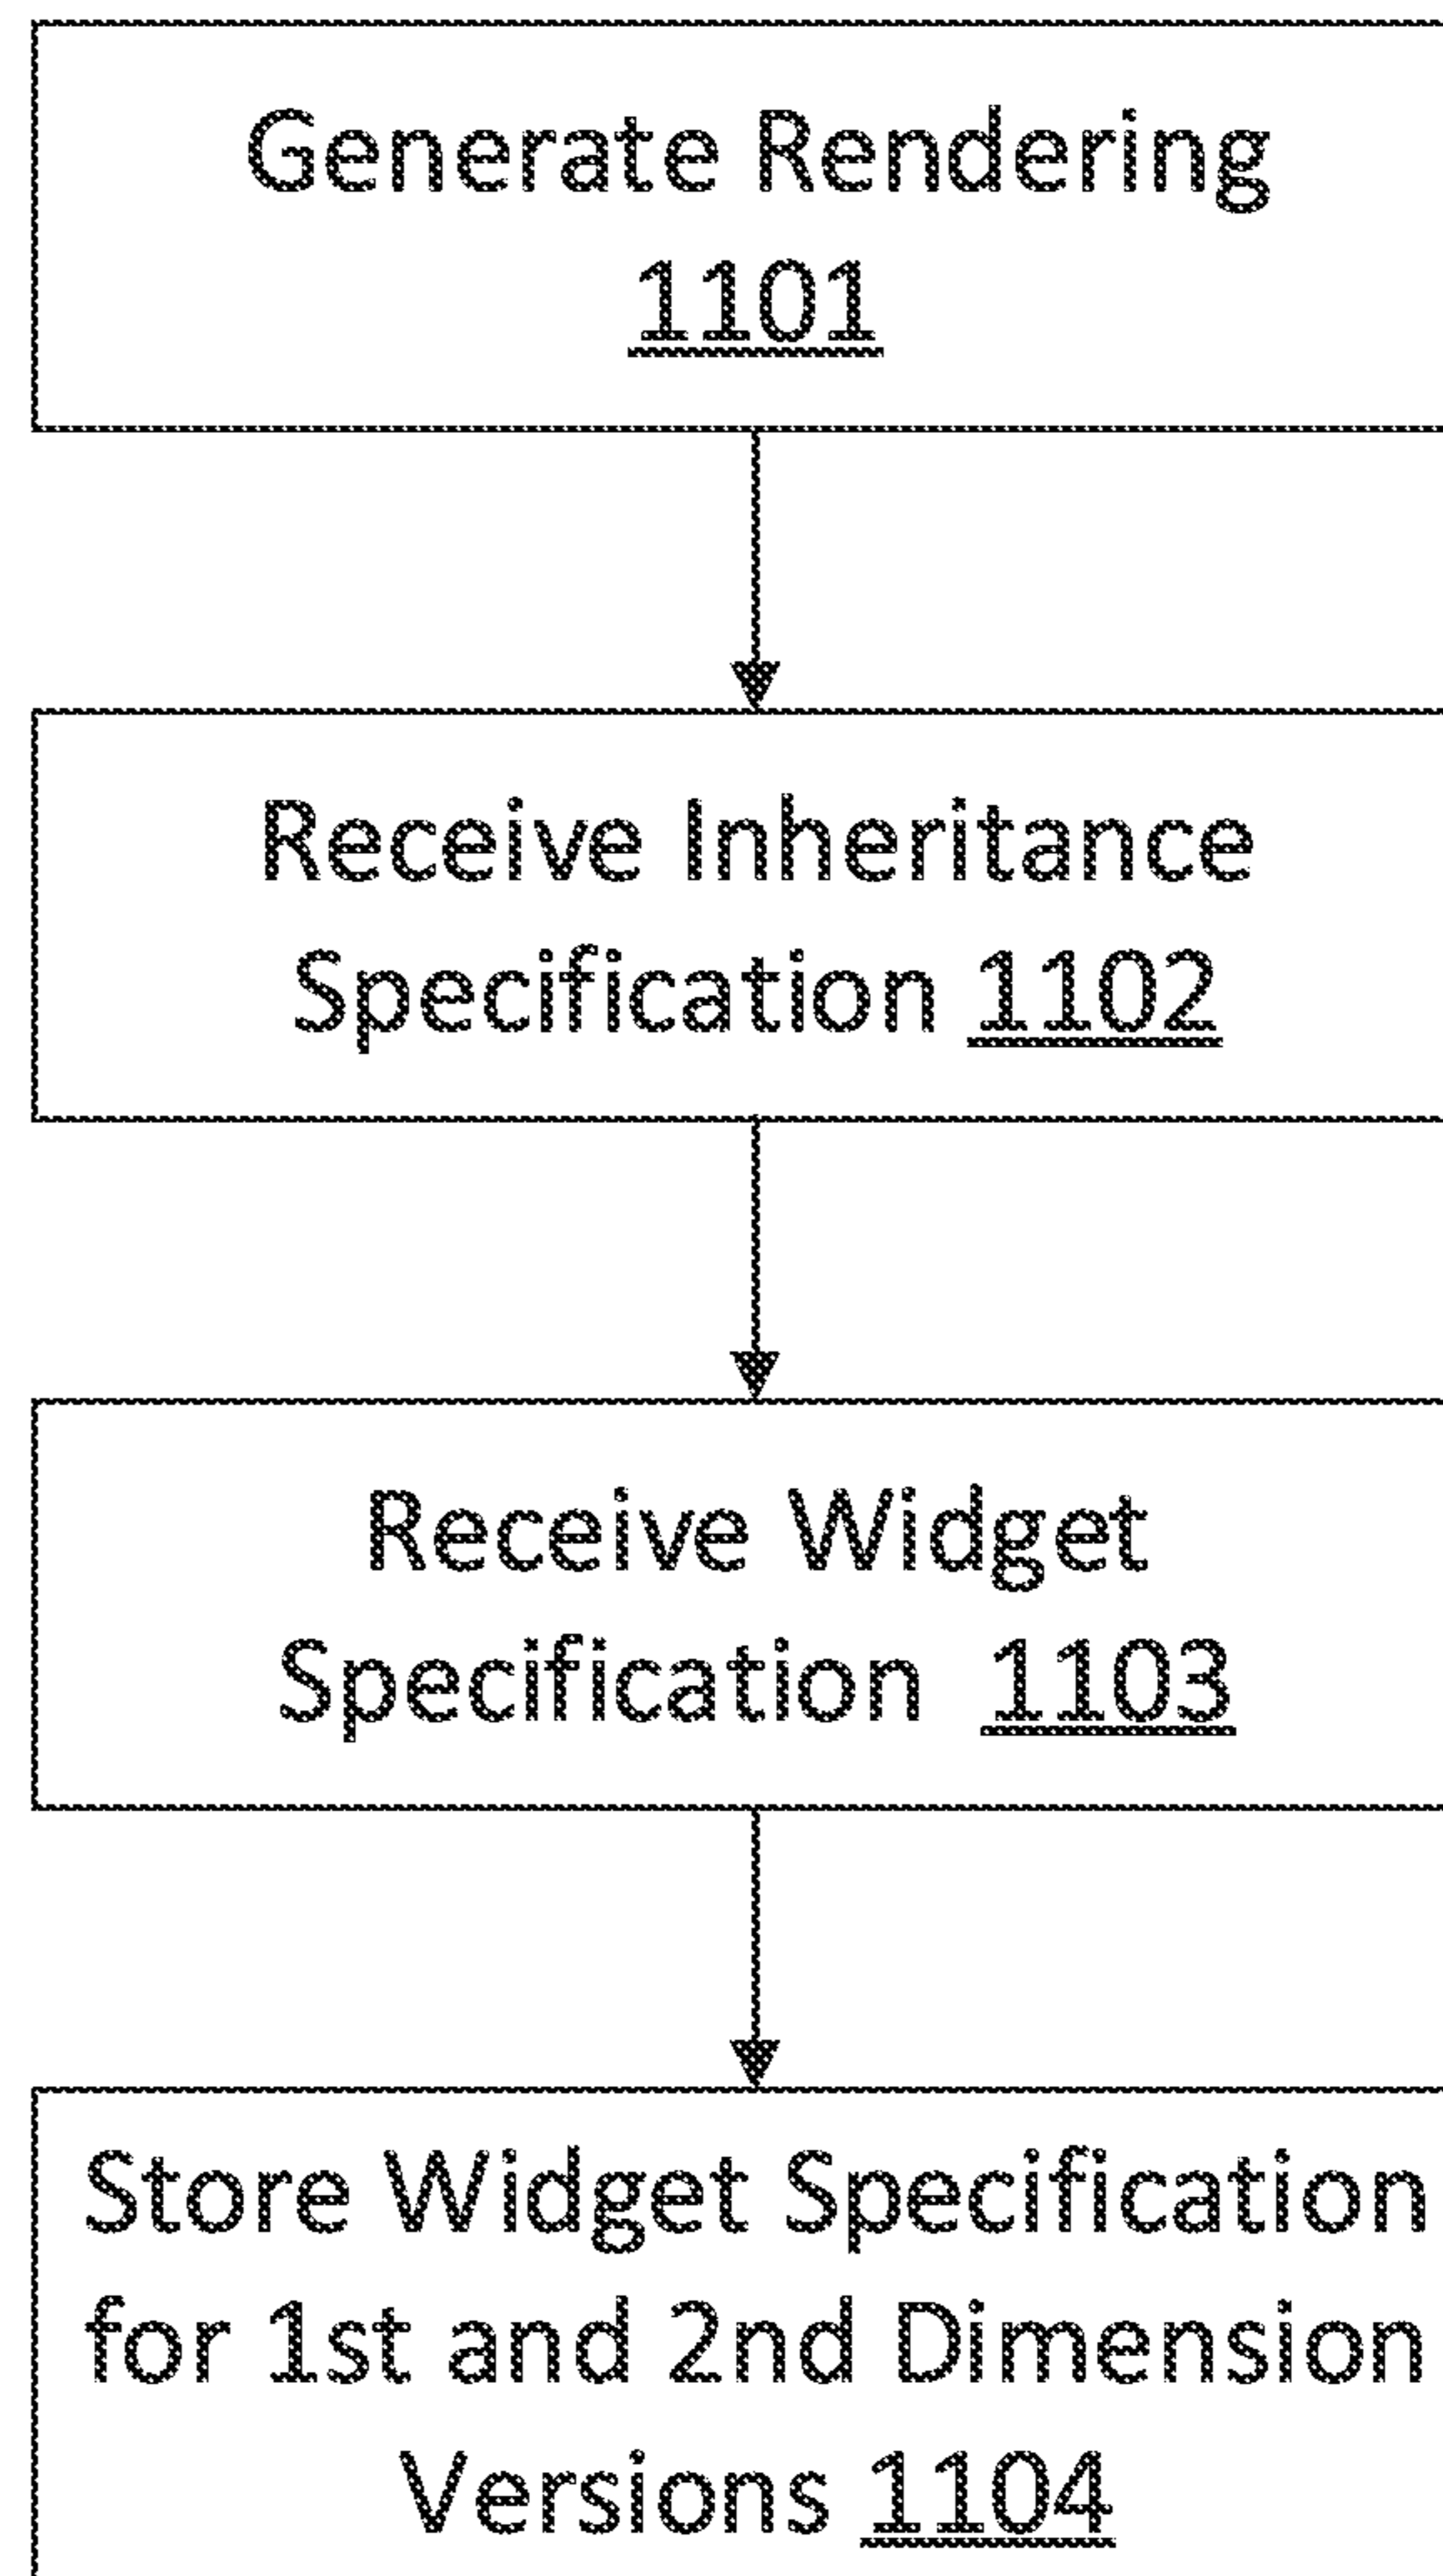 Generate Rendering
1101
Receive Inheritance
Specification 1102
Receive Widget
Specification 1103
Store Widget Specification
for 1st and 2nd Dimension
Versions 1104